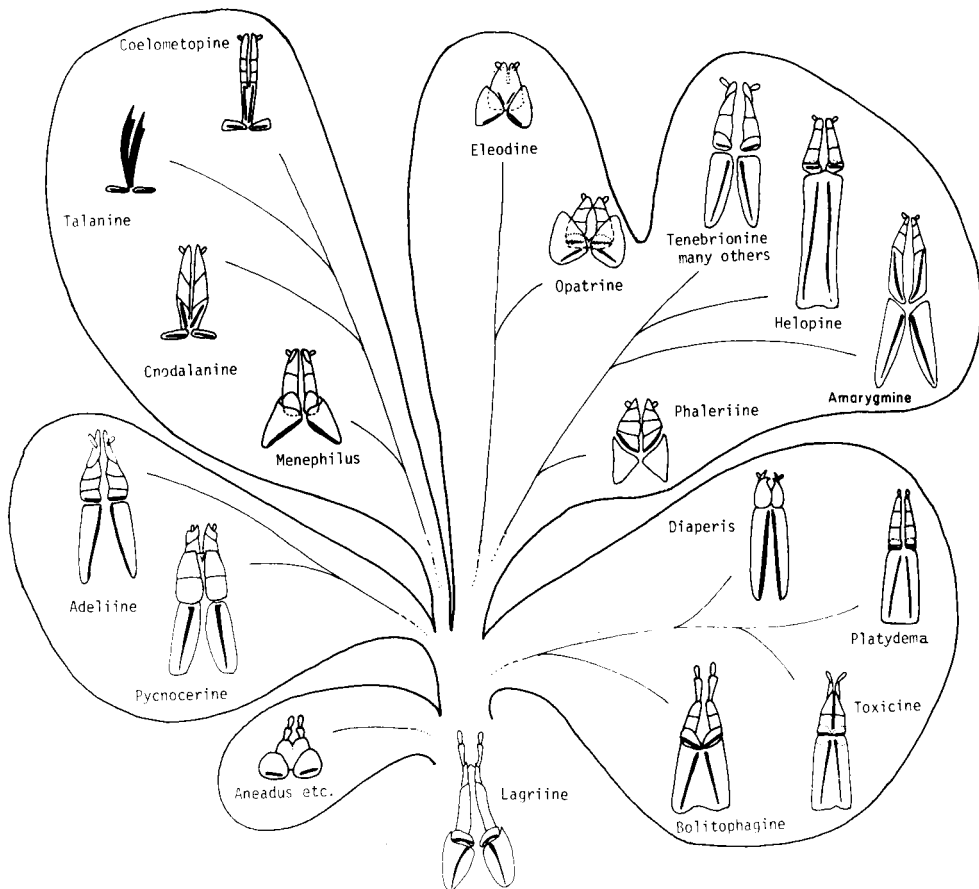 Coelometopine
Talanine
Cnodalanine
Menephilus
Eleodine
Opatrine
Tenebrionine
many others
Helopine
Amarygmine
Phaleriine
Adeliine
Pycnocerine
Diaperis
Platydema
Toxicine
Bolitophagine
Aneadus etc.
Lagriine